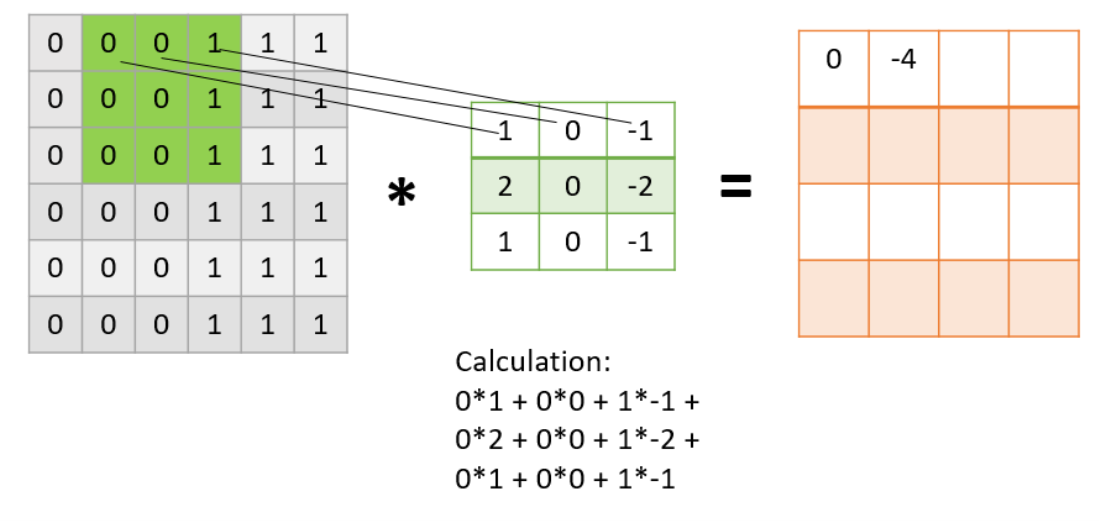 0 0 0 1 1 1
0 0 0 1 1 1
0 0 0 1 1 1
0 0 0 1 1 1
0 0 0 1 1 1
0 0 0 1 1 1
*
1 0 -1
2 0 -2
1 0 -1
=
0 -4
Calculation:
0*1 + 0*0 + 1*-1 +
0*2 + 0*0 + 1*-2 +
0*1 + 0*0 + 1*-1